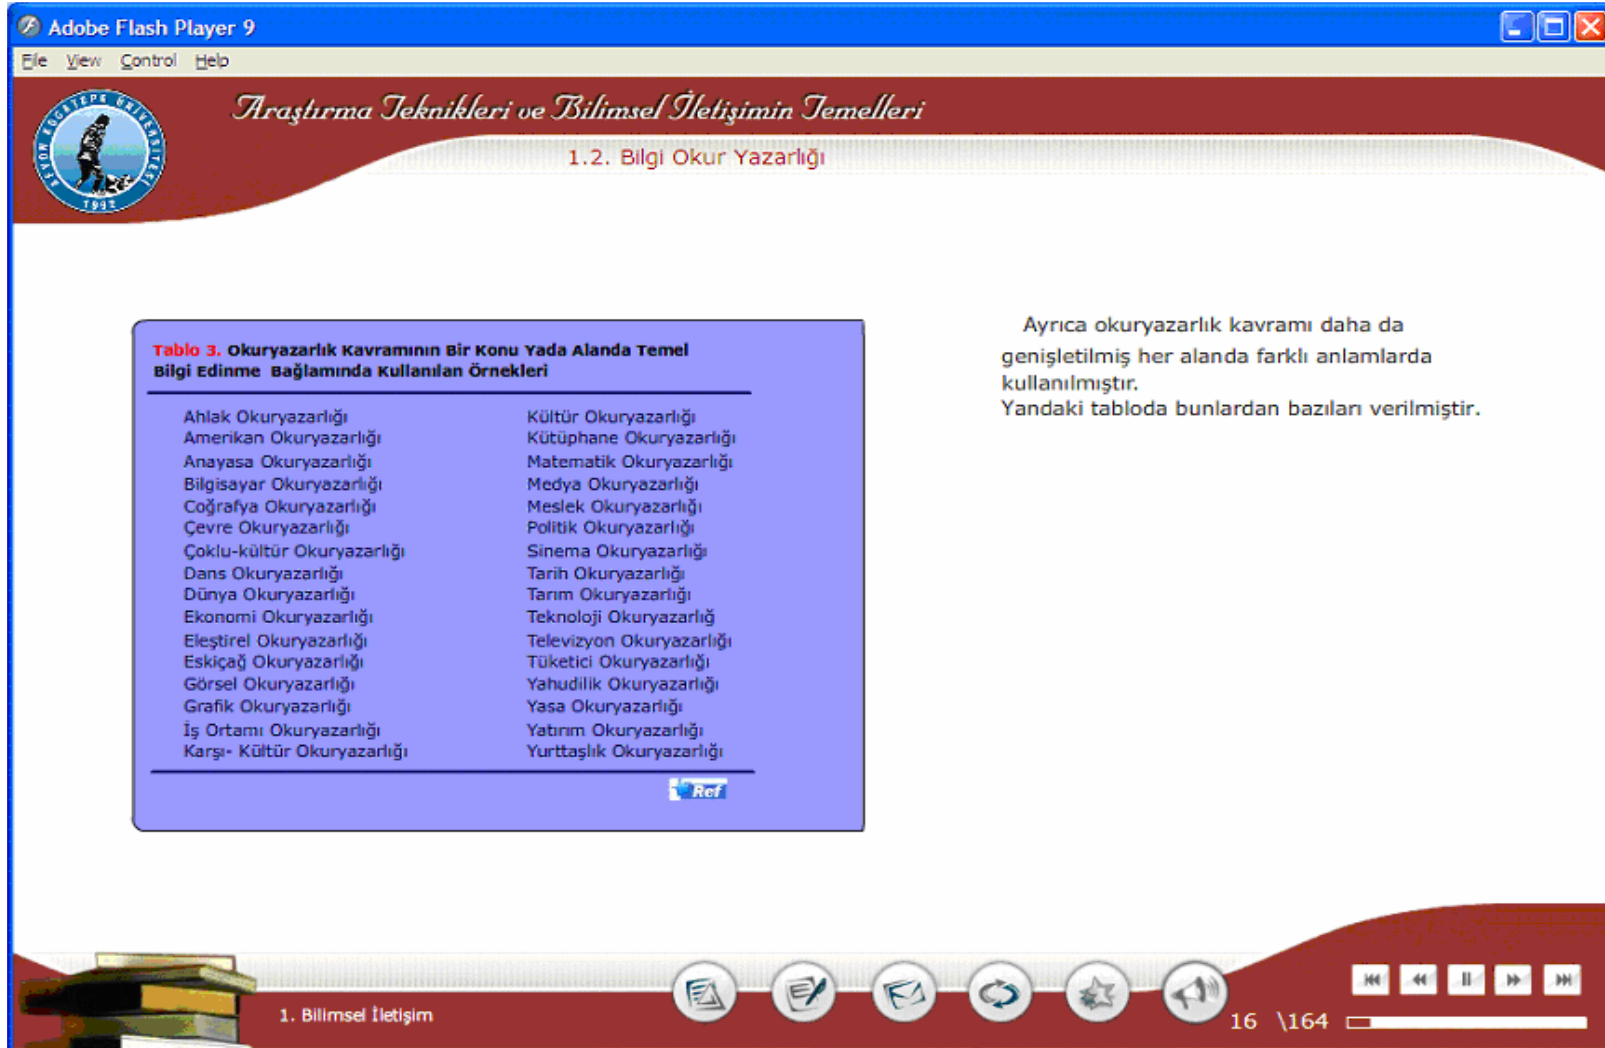 Adobe Flash Player 9
File View Control Help
AFYON KOCATEPE ÜNİVERSİTESİ
1992
Araştırma Teknikleri ve Bilimsel İletişimin Temelleri
1.2. Bilgi Okur Yazarlığı
Tablo 3. Okuryazarlık Kavramının Bir Konu Yada Alanda Temel
Bilgi Edinme Bağlamında Kullanılan Örnekleri
Ahlak Okuryazarlığı
Amerikan Okuryazarlığı
Anayasa Okuryazarlığı
Bilgisayar Okuryazarlığı
Coğrafya Okuryazarlığı
Çevre Okuryazarlığı
Çoklu-kültür Okuryazarlığı
Dans Okuryazarlığı
Dünya Okuryazarlığı
Ekonomi Okuryazarlığı
Eleştirel Okuryazarlığı
Eskiçağ Okuryazarlığı
Görsel Okuryazarlığı
Grafik Okuryazarlığı
İş Ortamı Okuryazarlığı
Karşı- Kültür Okuryazarlığı
Kültür Okuryazarlığı
Kütüphane Okuryazarlığı
Matematik Okuryazarlığı
Medya Okuryazarlığı
Meslek Okuryazarlığı
Politik Okuryazarlığı
Sinema Okuryazarlığı
Tarih Okuryazarlığı
Tarım Okuryazarlığı
Teknoloji Okuryazarlığ
Televizyon Okuryazarlığı
Tüketici Okuryazarlığı
Yahudilik Okuryazarlığı
Yasa Okuryazarlığı
Yatırım Okuryazarlığı
Yurttaşlık Okuryazarlığı
Ref
Ayrıca okuryazarlık kavramı daha da
genişletilmiş her alanda farklı anlamlarda
kullanılmıştır.
Yandaki tabloda bunlardan bazıları verilmiştir.
1. Bilimsel İletişim
16 \164